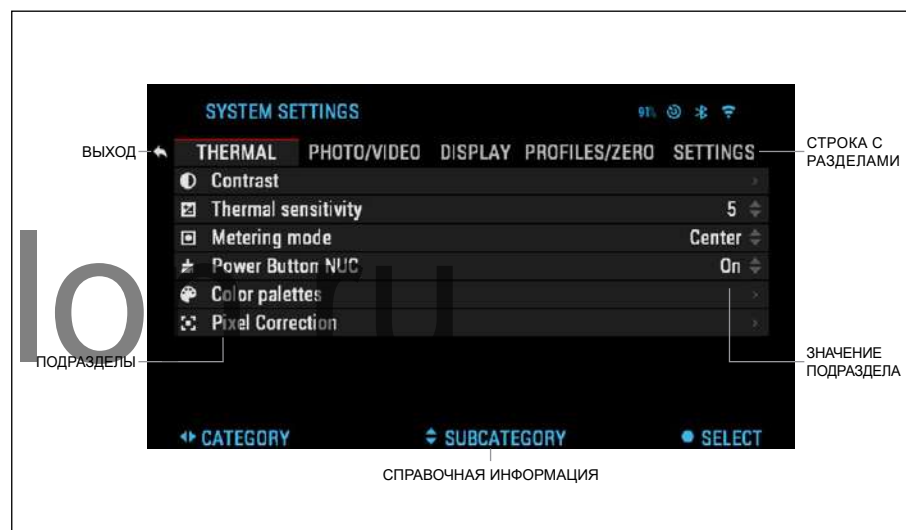 SYSTEM SETTINGS 91%
ВЫХОД
THERMAL PHOTO/VIDEO DISPLAY PROFILES/ZERO SETTINGS
СТРОКА С
РАЗДЕЛАМИ
Contrast
Thermal sensitivity 5
Metering mode Center
Power Button NUC On
Color palettes
Pixel Correction
ПОДРАЗДЕЛЫ
ЗНАЧЕНИЕ
ПОДРАЗДЕЛА
CATEGORY SUBCATEGORY SELECT
СПРАВОЧНАЯ ИНФОРМАЦИЯ